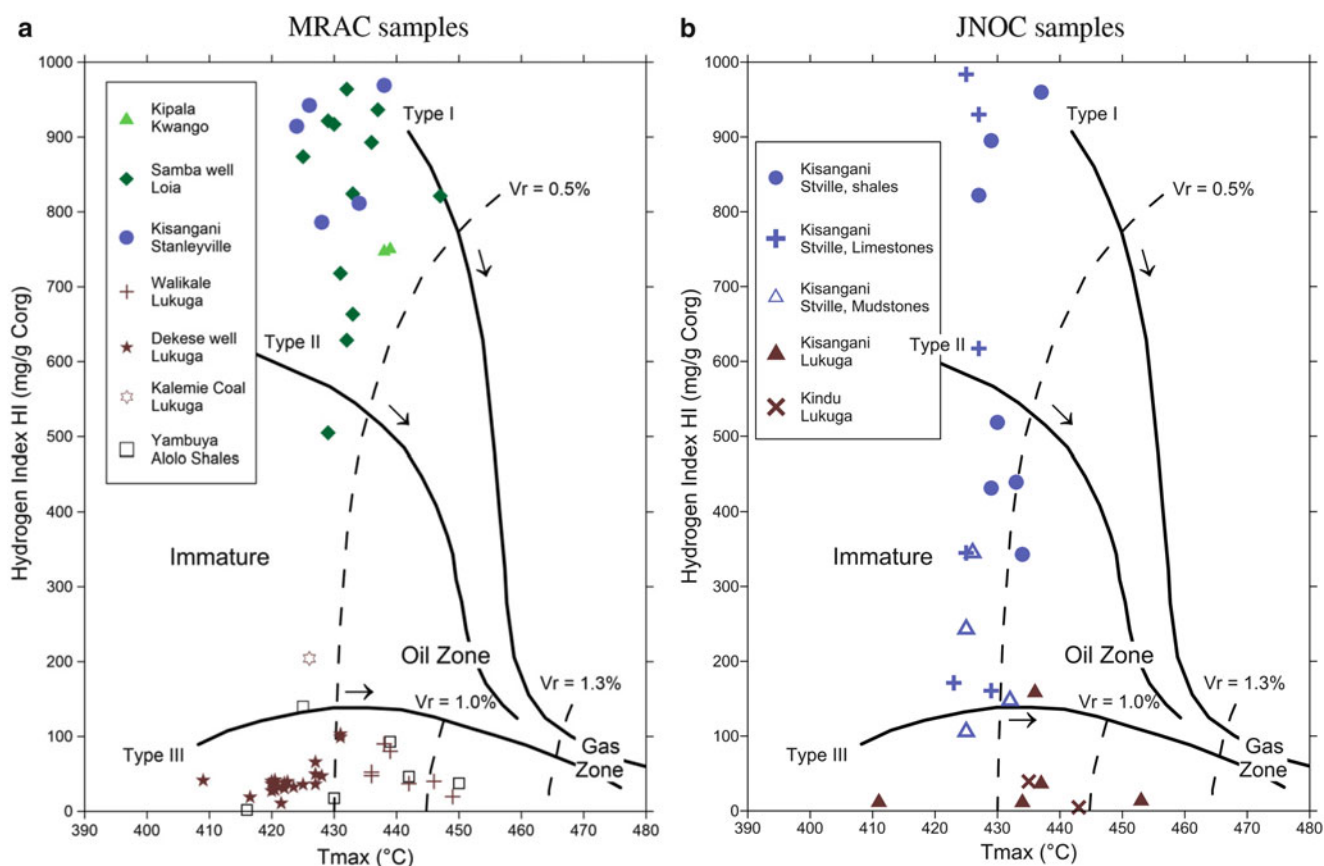 a
MRAC samples
Hydrogen Index HI (mg/g Corg)
1000
900
800
700
600
500
400
300
200
100
0
Kipala
Kwango
Samba well
Loia
Kisangani
Stanleyville
Walikale
Lukuga
Dekese well
Lukuga
Kalemie Coal
Lukuga
Yambuya
Alolo Shales
Type I
Vr = 0.5%
Type II
Immature
Oil Zone
Vr = 1.0%
Vr = 1.3%
Type III
Gas
Zone
390 400 410 420 430 440 450 460 470 480
Tmax (°C)
b
JNOC samples
Hydrogen Index HI (mg/g Corg)
1000
900
800
700
600
500
400
300
200
100
0
Kisangani
Stville, shales
Kisangani
Stville, Limestones
Kisangani
Stville, Mudstones
Kisangani
Lukuga
Kindu
Lukuga
Type I
Vr = 0.5%
Type II
Immature
Oil Zone
Vr = 1.0%
Vr = 1.3%
Type III
Gas
Zone
390 400 410 420 430 440 450 460 470 480
Tmax (°C)